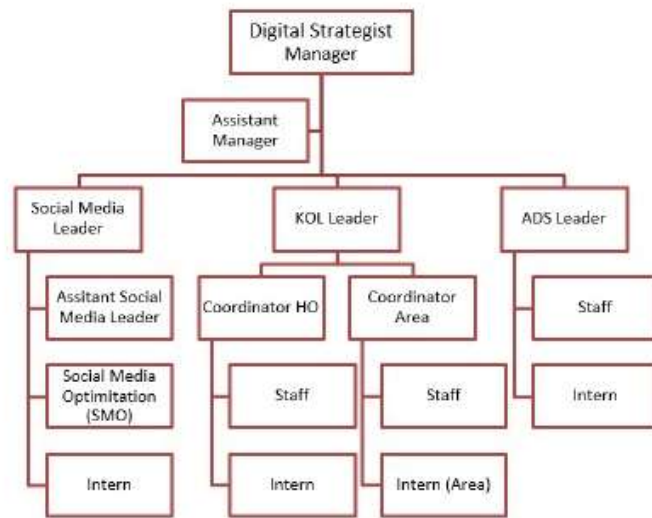 Digital Strategist
Manager
Assistant
Manager
Social Media
Leader
KOL Leader
ADS Leader
Assitant Social
Media Leader
Coordinator HO
Coordinator
Area
Staff
Social Media
Optimitation
(SMO)
Staff
Staff
Intern
Intern
Intern
Intern (Area)